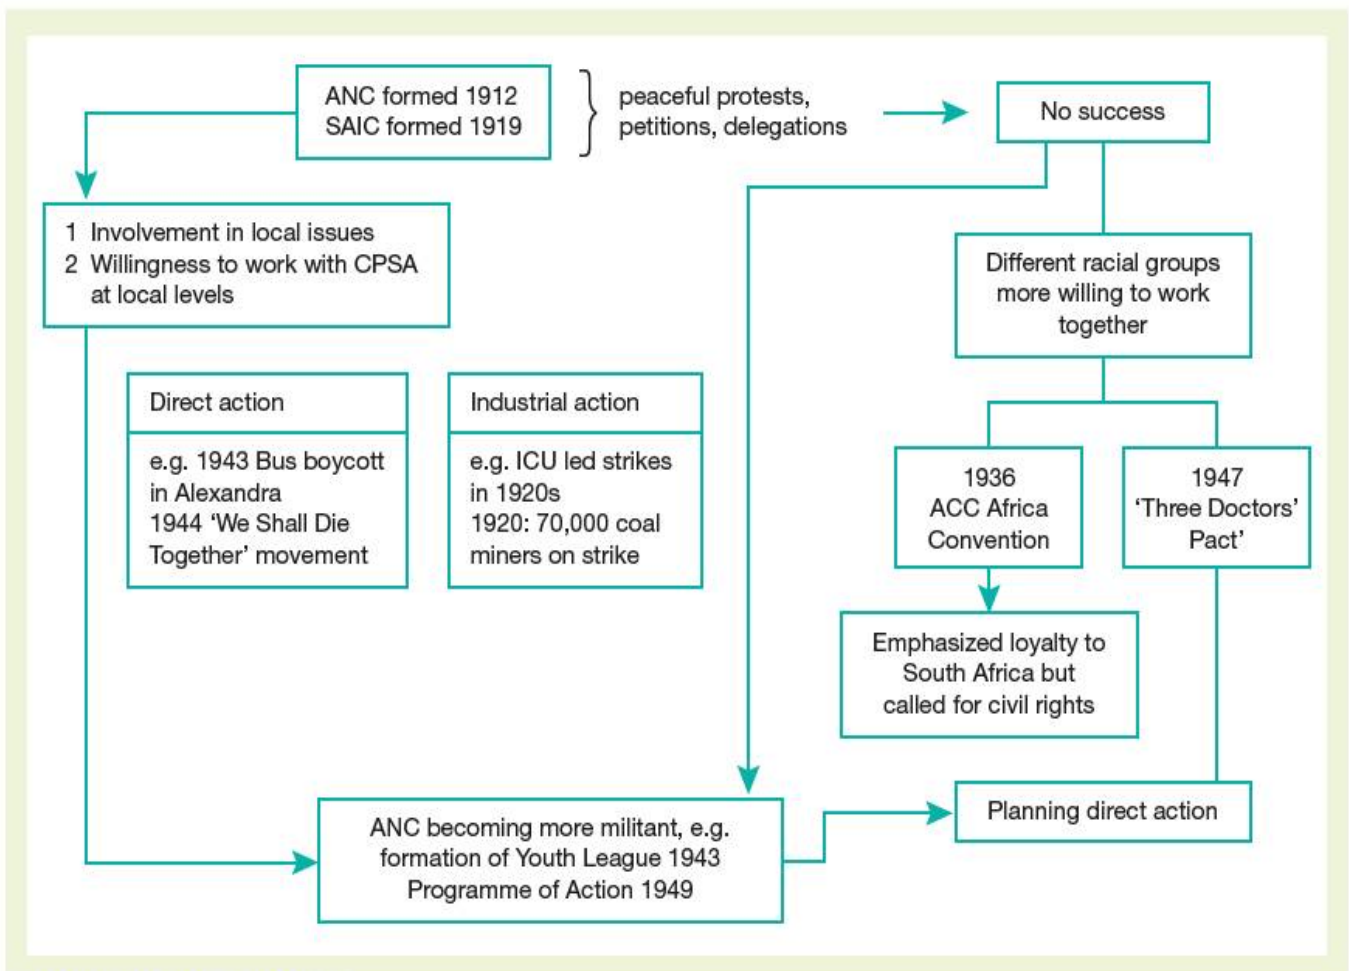 ANC formed 1912
SAIC formed 1919
peaceful protests,
petitions, delegations
No success
1 Involvement in local issues
2 Willingness to work with CPSA
at local levels
Different racial groups
more willing to work
together
Direct action
e.g. 1943 Bus boycott
in Alexandra
1944 ‘We Shall Die
Together’ movement
Industrial action
e.g. ICU led strikes
in 1920s
1920: 70,000 coal
miners on strike
1936
ACC Africa
Convention
1947
‘Three Doctors’
Pact’
Emphasized loyalty to
South Africa but
called for civil rights
ANC becoming more militant, e.g.
formation of Youth League 1943
Programme of Action 1949
Planning direct action